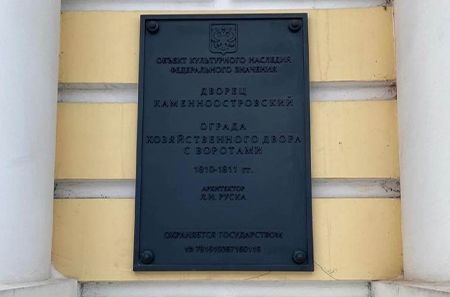 ОБЪЕКТ КУЛЬТУРНОГО НАСЛЕДИЯ
ФЕДЕРАЛЬНОГО ЗНАЧЕНИЯ
ДВОРЕЦ
КАМЕННООСТРОВСКИЙ
ОГРАДА
ХОЗЯЙСТВЕННОГО ДВОРА
С ВОРОТАМИ
1810-1811 гг.
АРХИТЕКТОР
Л.И. РУСКА
ОХРАНЯЕТСЯ ГОСУДАРСТВОМ